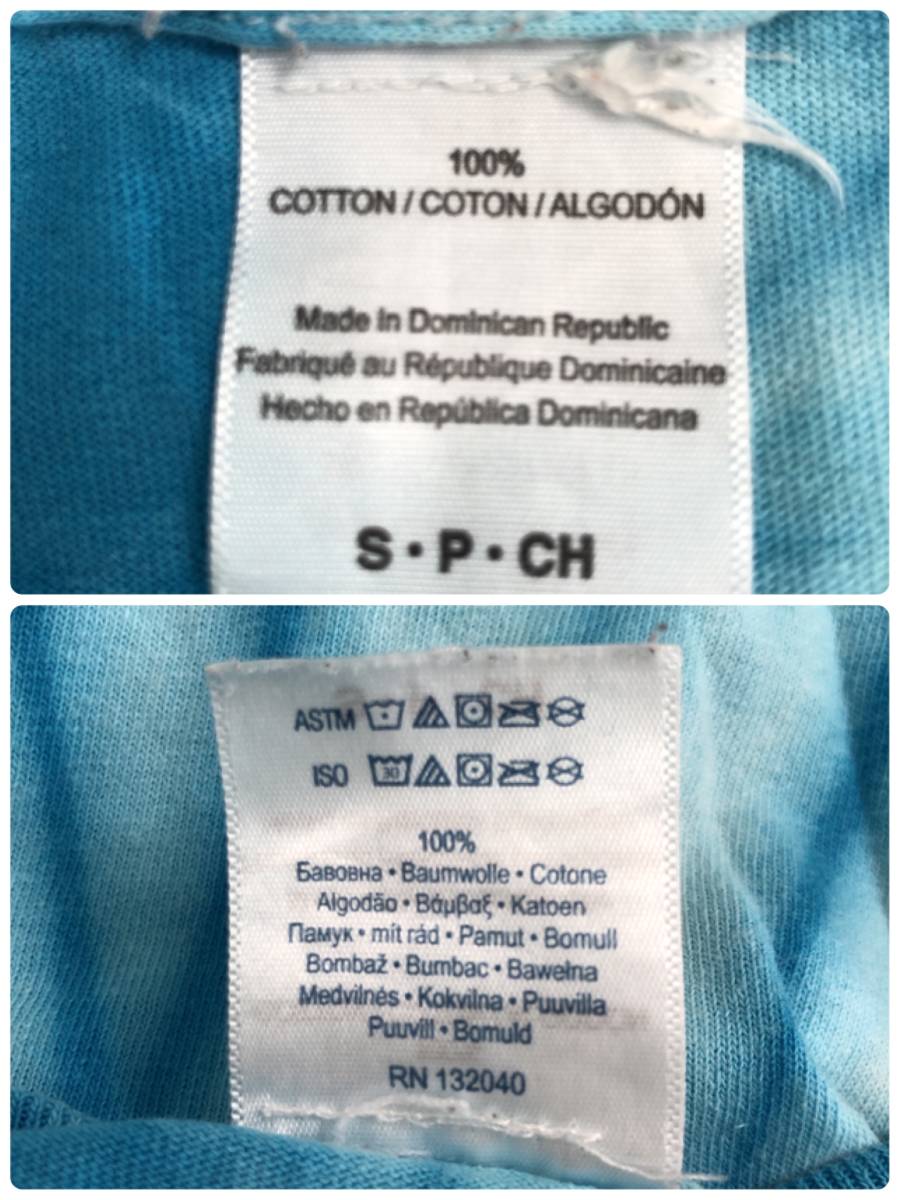 100%
COTTON / COTON / ALGODÓN
Made in Dominican Republic
Fabriqué au République Dominicaine
Hecho en República Dominicana
S • P • CH
ASTM
ISO 30
100%
Бавовна • Baumwolle • Cotone
Algodão • Βάμβαξ • Katoen
Памук • mít rád • Pamut • Bomull
Bombaž • Bumbac • Bawełna
Medvilnės • Kokvilna • Puuvilla
Puuvill • Bomuld
RN 132040